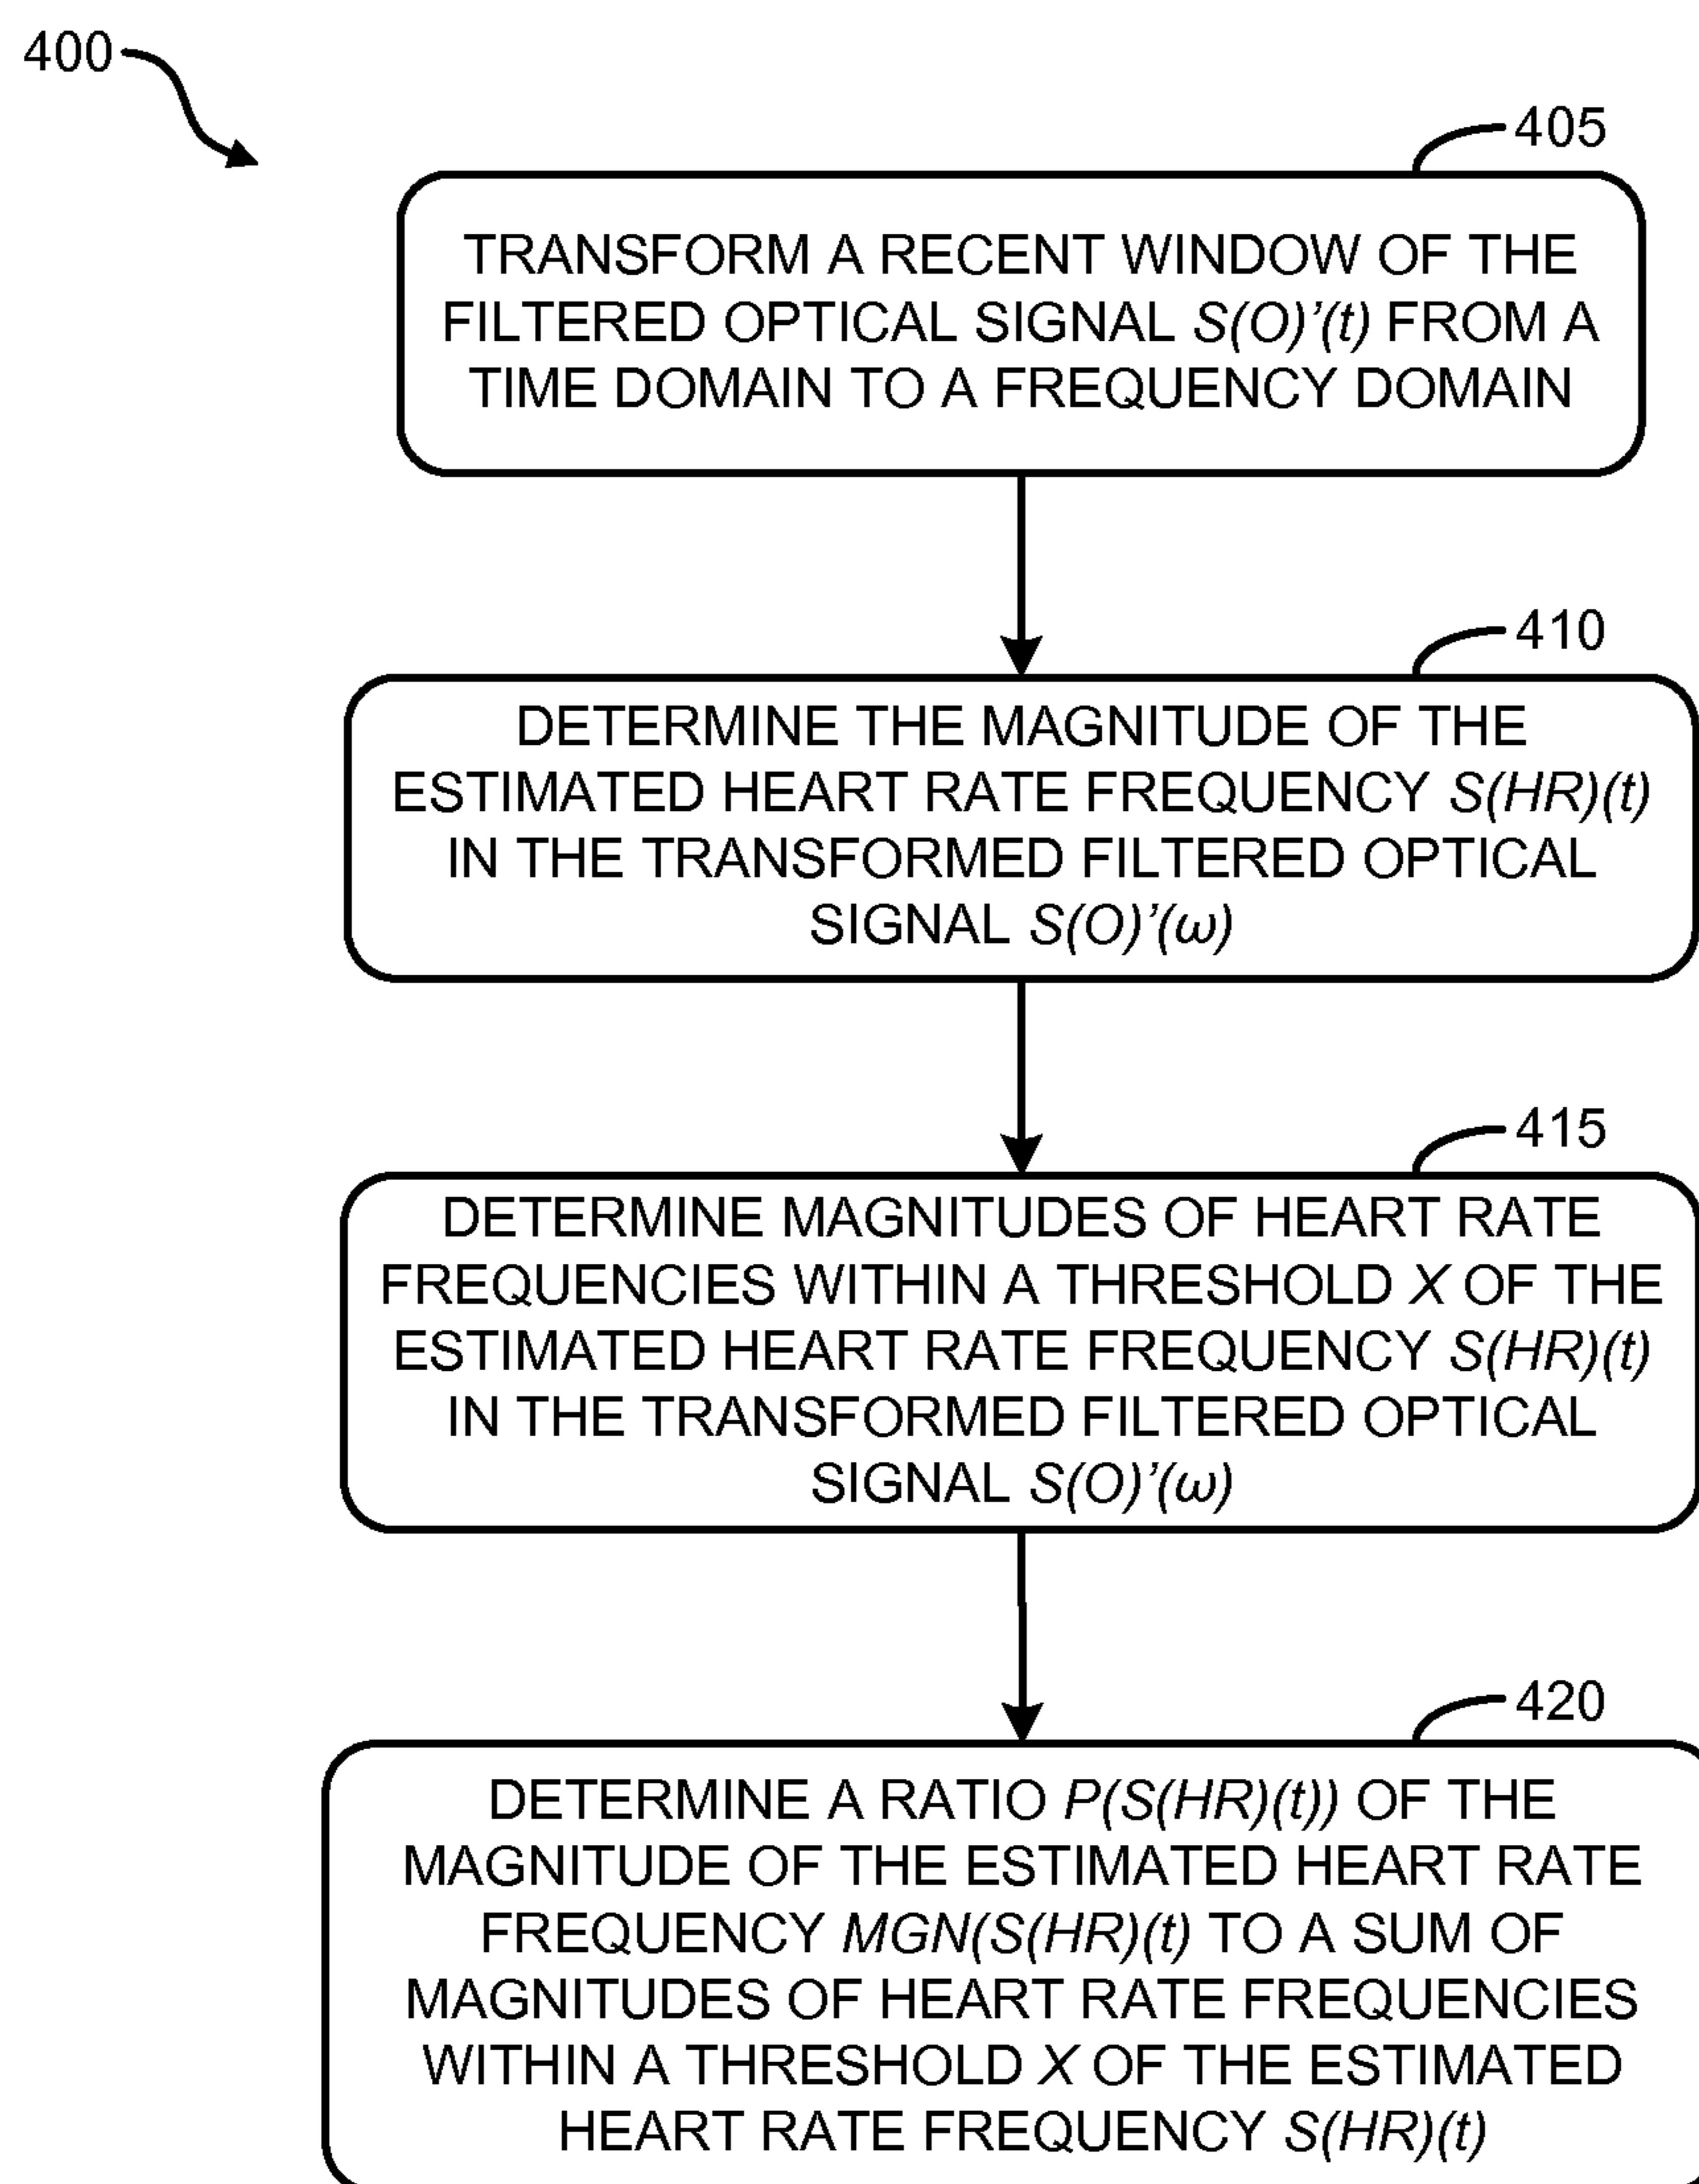 400
405
TRANSFORM A RECENT WINDOW OF THE
FILTERED OPTICAL SIGNAL S(O)’(t) FROM A
TIME DOMAIN TO A FREQUENCY DOMAIN
410
DETERMINE THE MAGNITUDE OF THE
ESTIMATED HEART RATE FREQUENCY S(HR)(t)
IN THE TRANSFORMED FILTERED OPTICAL
SIGNAL S(O)’(ω)
415
DETERMINE MAGNITUDES OF HEART RATE
FREQUENCIES WITHIN A THRESHOLD X OF THE
ESTIMATED HEART RATE FREQUENCY S(HR)(t)
IN THE TRANSFORMED FILTERED OPTICAL
SIGNAL S(O)’(ω)
420
DETERMINE A RATIO P(S(HR)(t)) OF THE
MAGNITUDE OF THE ESTIMATED HEART RATE
FREQUENCY MGN(S(HR)(t) TO A SUM OF
MAGNITUDES OF HEART RATE FREQUENCIES
WITHIN A THRESHOLD X OF THE ESTIMATED
HEART RATE FREQUENCY S(HR)(t)